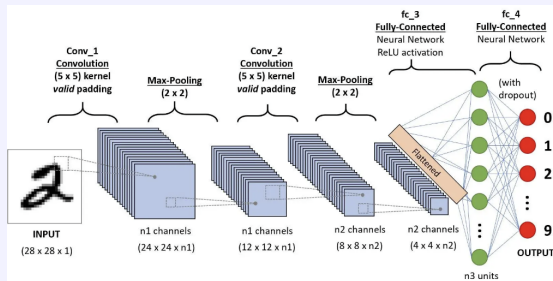 fc_3
Fully-Connected
Neural Network
ReLU activation
fc_4
Fully-Connected
Neural Network
Conv_1
Convolution
(5 x 5) kernel
valid padding
Max-Pooling
(2 x 2)
Conv_2
Convolution
(5 x 5) kernel
valid padding
Max-Pooling
(2 x 2)
(with
dropout)
Flattened
0
1
2
9
INPUT
(28 x 28 x 1)
n1 channels
(24 x 24 x n1)
n1 channels
(12 x 12 x n1)
n2 channels
(8 x 8 x n2)
n2 channels
(4 x 4 x n2)
n3 units
OUTPUT